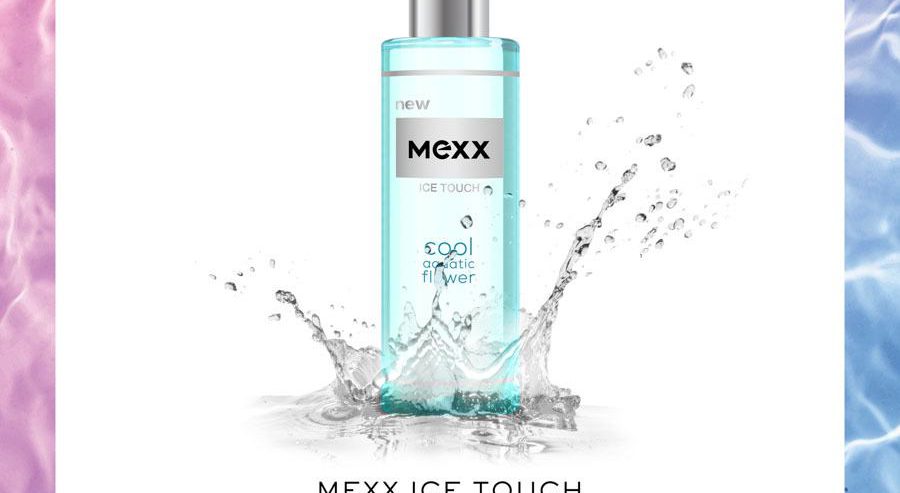 new
Mexx
ICE TOUCH
cool
aquatic
flower
MEXX ICE TOUCH